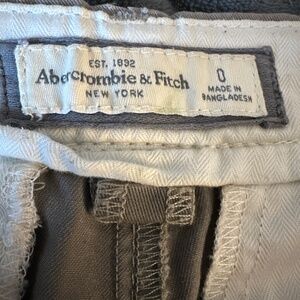 EST. 1892
Abercrombie & Fitch
NEW YORK
0
MADE IN
BANGLADESH